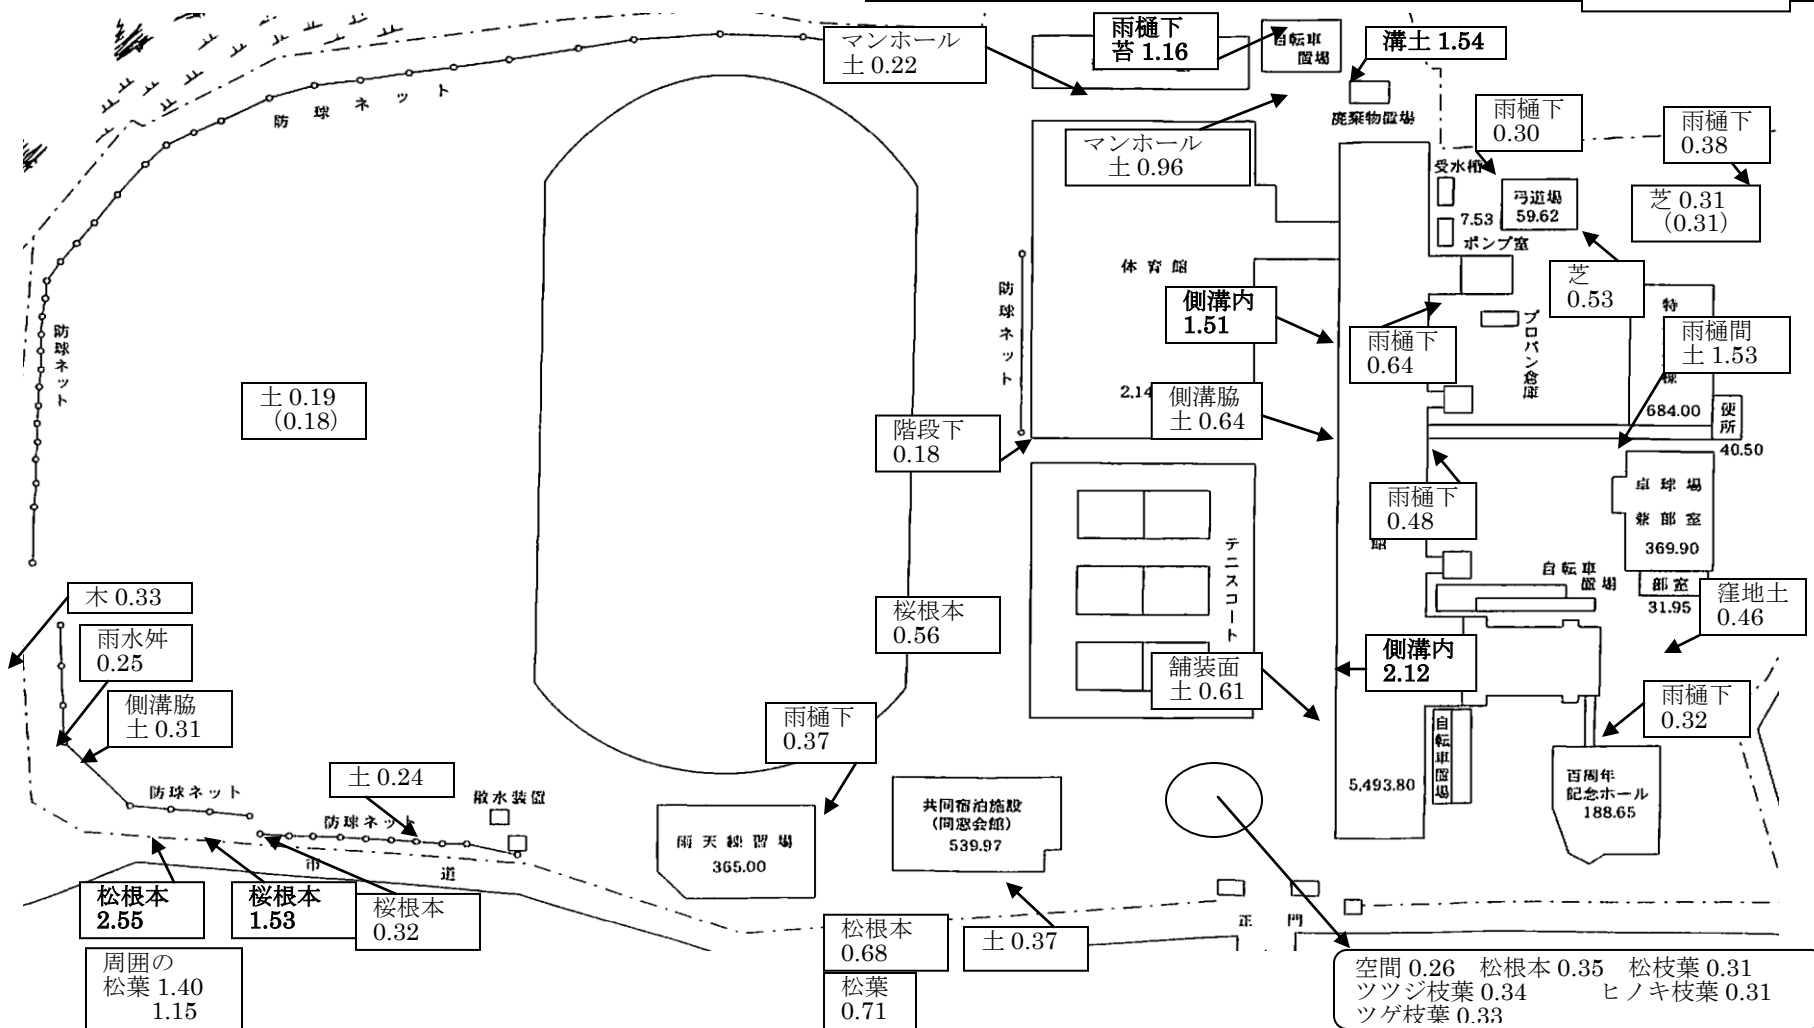 マンホール
土 0.22
雨樋下
苔 1.16
自転車
置場
溝土 1.54
廃棄物置場
防球ネット
マンホール
土 0.96
雨樋下
0.30
雨樋下
0.38
受水槽
弓道場
59.62
芝 0.31
(0.31)
7.53
ポンプ室
体育館
芝
0.53
防球ネット
側溝内
1.51
特
棟
プロパン倉庫
雨樋下
0.64
雨樋間
土 1.53
防球ネット
土 0.19
(0.18)
2,14
側溝脇
土 0.64
684.00
便所
40.50
階段下
0.18
雨樋下
0.48
館
卓球場
兼部室
369.90
テニスコート
自転車
置場
部室
31.95
木 0.33
桜根本
0.56
窪地土
0.46
雨水舛
0.25
舗装面
土 0.61
側溝内
2.12
側溝脇
土 0.31
雨樋下
0.37
雨樋下
0.32
自転車置場
土 0.24
防球ネット
散水装置
防球ネット
5,493.80
百周年
記念ホール
188.65
共同宿泊施設
(同窓会館)
539.97
雨天練習場
365.00
市道
松根本
2.55
桜根本
1.53
桜根本
0.32
松根本
0.68
土 0.37
正門
周囲の
松葉 1.40
1.15
松葉
0.71
空間 0.26 松根本 0.35 松枝葉 0.31
ツツジ枝葉 0.34 ヒノキ枝葉 0.31
ツゲ枝葉 0.33